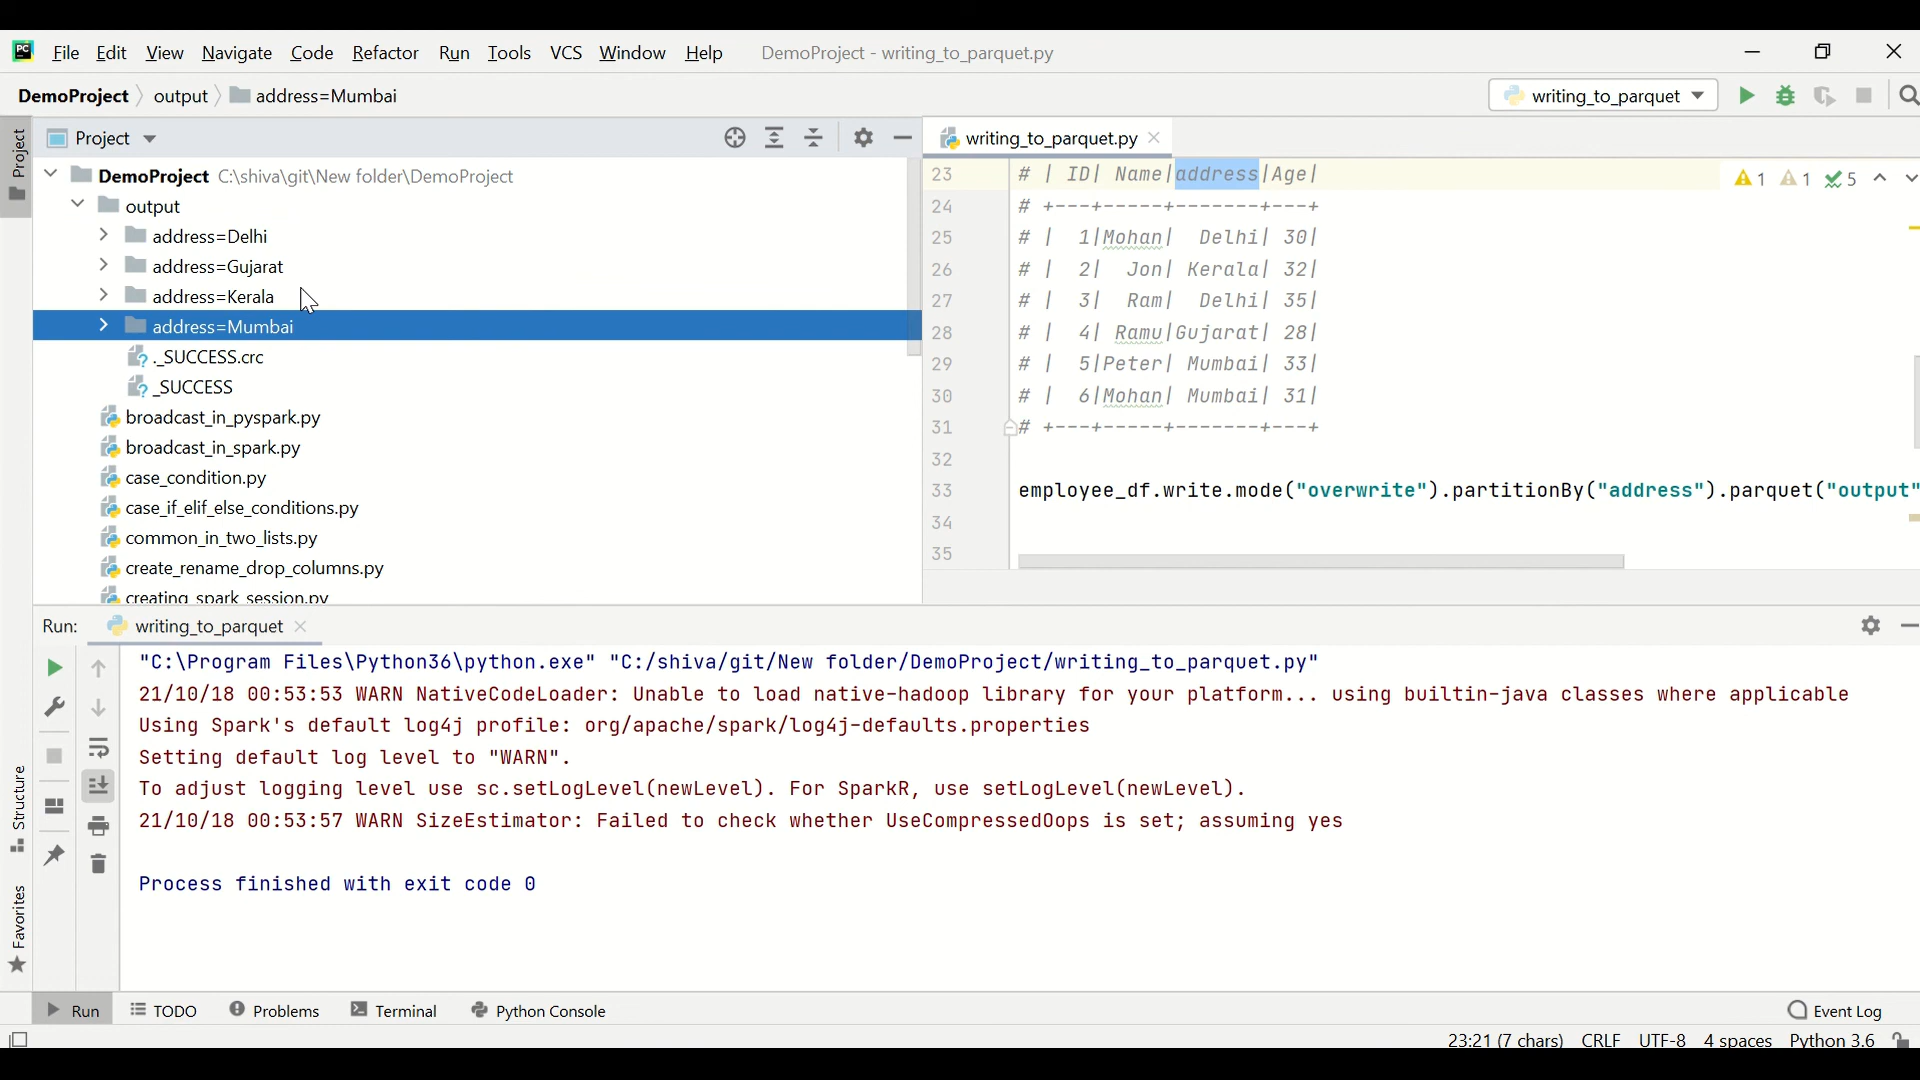 File Edit View Navigate Code Refactor Run Tools VCS Window Help DemoProject - writing_to_parquet.py
DemoProject output address=Mumbai writing_to_parquet
Project
Project
writing_to_parquet.py
DemoProject C:\shiva\git\New folder\DemoProject
output
address=Delhi
address=Gujarat
address=Kerala
address=Mumbai
._SUCCESS.crc
_SUCCESS
broadcast_in_pyspark.py
broadcast_in_spark.py
case_condition.py
case_if_elif_else_conditions.py
common_in_two_lists.py
create_rename_drop_columns.py
creating_spark_session.py
23 # | ID| Name|address|Age|
1 1 5
24 # +---+-----+-------+---+
25 # | 1|Mohan| Delhi| 30|
26 # | 2| Jon| Kerala| 32|
27 # | 3| Ram| Delhi| 35|
28 # | 4| Ramu|Gujarat| 28|
29 # | 5|Peter| Mumbai| 33|
30 # | 6|Mohan| Mumbai| 31|
31 # +---+-----+-------+---+
32
33 employee_df.write.mode("overwrite").partitionBy("address").parquet("output"
34
35
Run: writing_to_parquet
"C:\Program Files\Python36\python.exe" "C:/shiva/git/New folder/DemoProject/writing_to_parquet.py"
21/10/18 00:53:53 WARN NativeCodeLoader: Unable to load native-hadoop library for your platform... using builtin-java classes where applicable
Using Spark's default log4j profile: org/apache/spark/log4j-defaults.properties
Setting default log level to "WARN".
To adjust logging level use sc.setLogLevel(newLevel). For SparkR, use setLogLevel(newLevel).
21/10/18 00:53:57 WARN SizeEstimator: Failed to check whether UseCompressedOops is set; assuming yes
Process finished with exit code 0
Structure
Favorites
Run TODO Problems Terminal Python Console Event Log
23:21 (7 chars) CRLF UTF-8 4 spaces Python 3.6